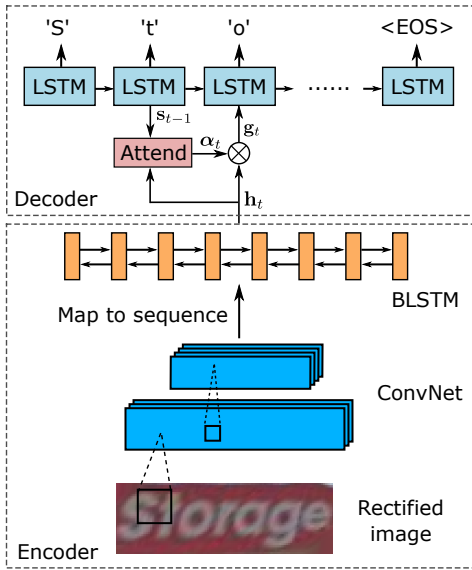 'S' 't' 'o' <EOS>
LSTM LSTM LSTM ...... LSTM
s_{t-1} g_t
Attend α_t
h_t
Decoder
BLSTM
Map to sequence
ConvNet
Storage
Rectified
image
Encoder